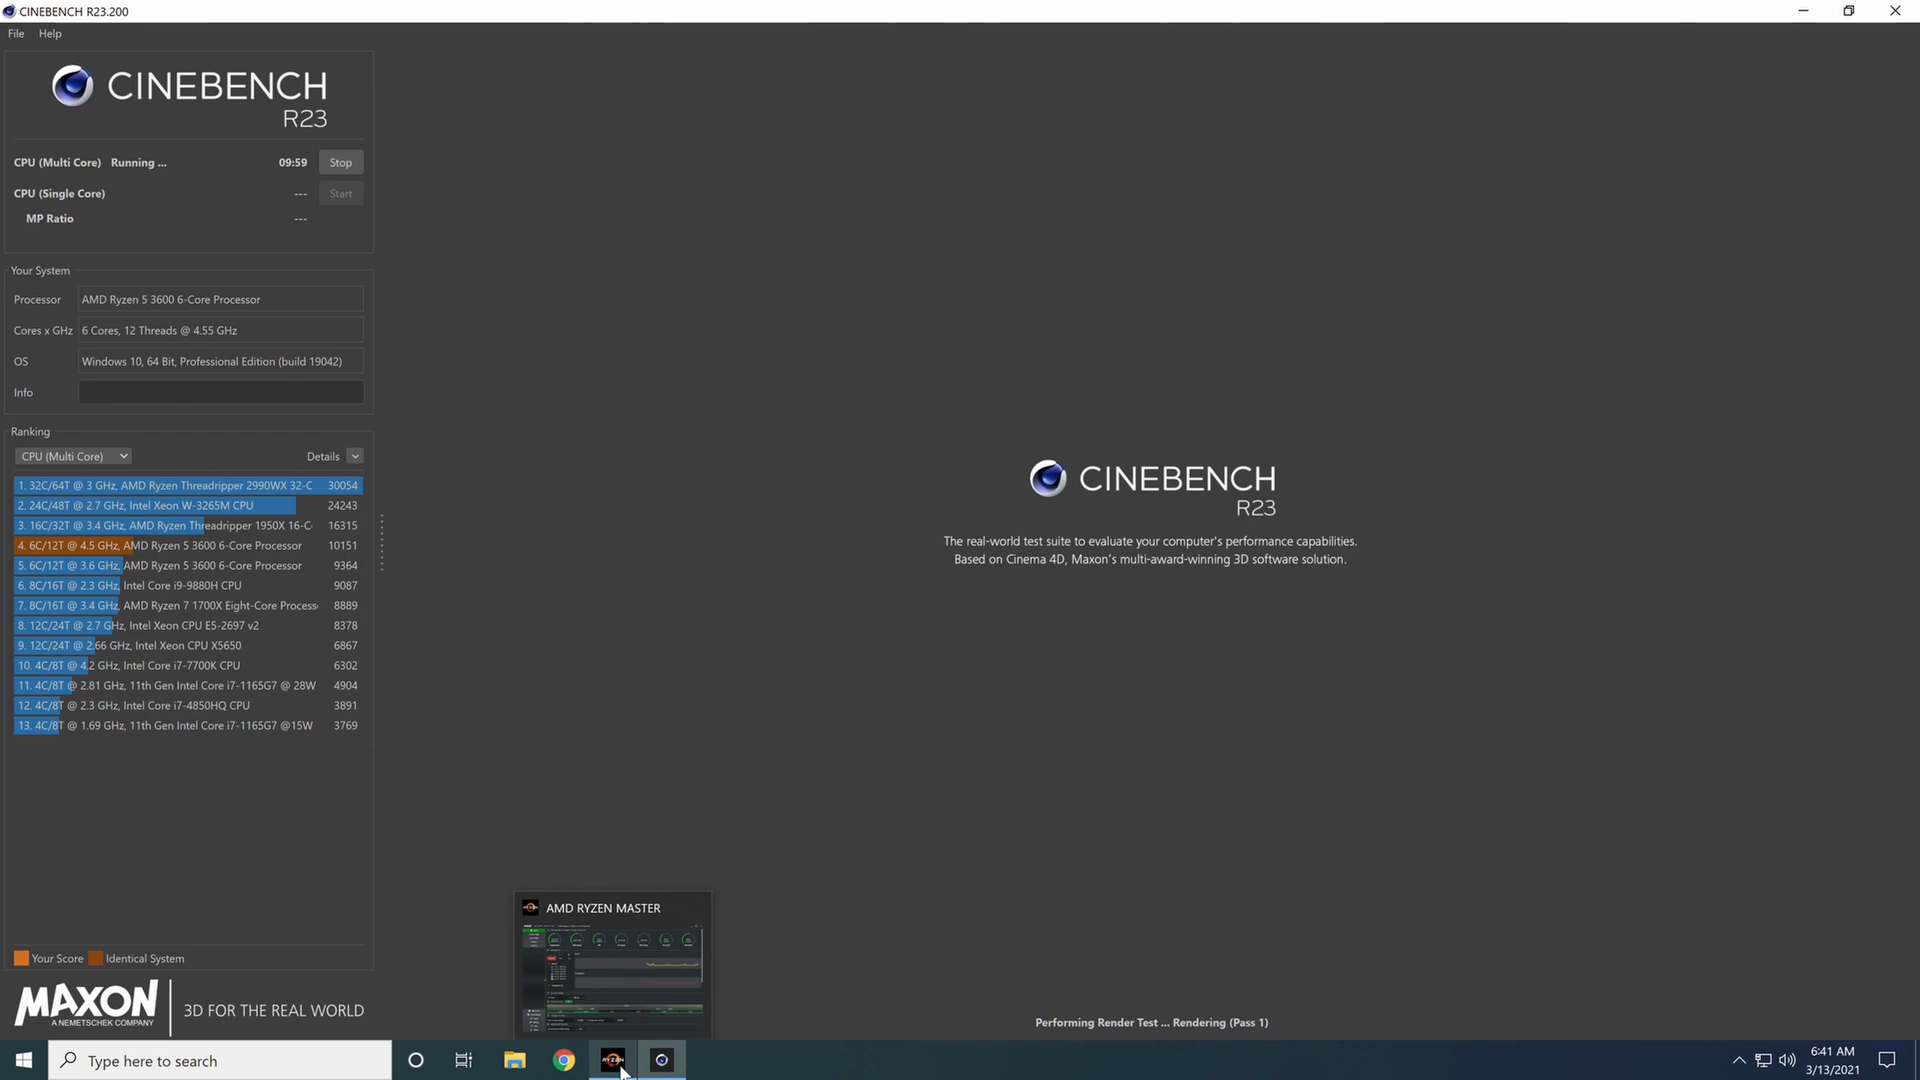 CINEBENCH R23.200
File Help
CINEBENCH
R23
CPU (Multi Core) Running ... 09:59 Stop
CPU (Single Core) --- Start
MP Ratio ---
Your System
Processor AMD Ryzen 5 3600 6-Core Processor
Cores x GHz 6 Cores, 12 Threads @ 4.55 GHz
OS Windows 10, 64 Bit, Professional Edition (build 19042)
Info
Ranking
CPU (Multi Core) Details
1. 32C/64T @ 3 GHz, AMD Ryzen Threadripper 2990WX 32-C 30054
2. 24C/48T @ 2.7 GHz, Intel Xeon W-3265M CPU 24243
3. 16C/32T @ 3.4 GHz, AMD Ryzen Threadripper 1950X 16-C 16315
4. 6C/12T @ 4.5 GHz, AMD Ryzen 5 3600 6-Core Processor 10151
5. 6C/12T @ 3.6 GHz, AMD Ryzen 5 3600 6-Core Processor 9364
6. 8C/16T @ 2.3 GHz, Intel Core i9-9880H CPU 9087
7. 8C/16T @ 3.4 GHz, AMD Ryzen 7 1700X Eight-Core Process 8889
8. 12C/24T @ 2.7 GHz, Intel Xeon CPU E5-2697 v2 8378
9. 12C/24T @ 2.66 GHz, Intel Xeon CPU X5650 6867
10. 4C/8T @ 4.2 GHz, Intel Core i7-7700K CPU 6302
11. 4C/8T @ 2.81 GHz, 11th Gen Intel Core i7-1165G7 @ 28W 4904
12. 4C/8T @ 2.3 GHz, Intel Core i7-4850HQ CPU 3891
13. 4C/8T @ 1.69 GHz, 11th Gen Intel Core i7-1165G7 @15W 3769
CINEBENCH
R23
The real-world test suite to evaluate your computer's performance capabilities.
Based on Cinema 4D, Maxon's multi-award-winning 3D software solution.
AMD RYZEN MASTER
Your Score Identical System
MAXON
A NEMETSCHEK COMPANY
3D FOR THE REAL WORLD
Performing Render Test ... Rendering (Pass 1)
Type here to search
RYZEN
6:41 AM
3/13/2021